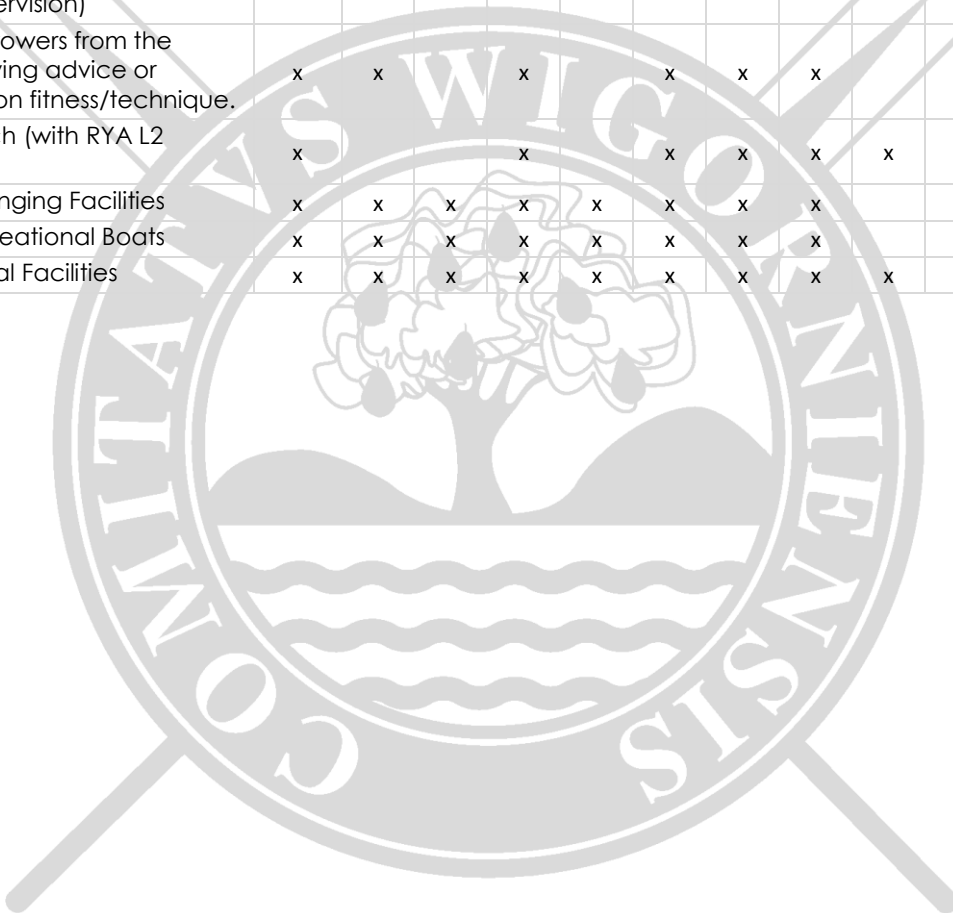 ervision)
owers from the
ving advice or x x x x x x
on fitness/technique.
ch (with RYA L2
x x x x x x
nging Facilities x x x x x x x x
eational Boats x x x x x x x x
al Facilities x x x x x x x x x
COMITATVS WIGORNIENSIS